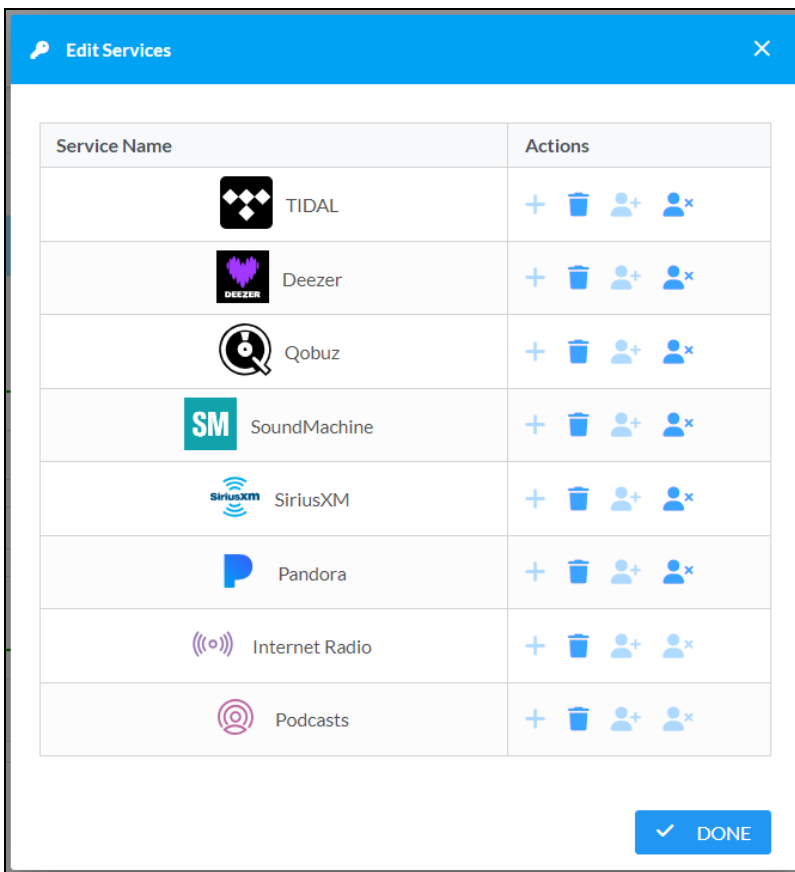 Edit Services
Service Name Actions
TIDAL
DEEZER Deezer
Qobuz
SM SoundMachine
SiriusXM SiriusXM
Pandora
Internet Radio
Podcasts
DONE